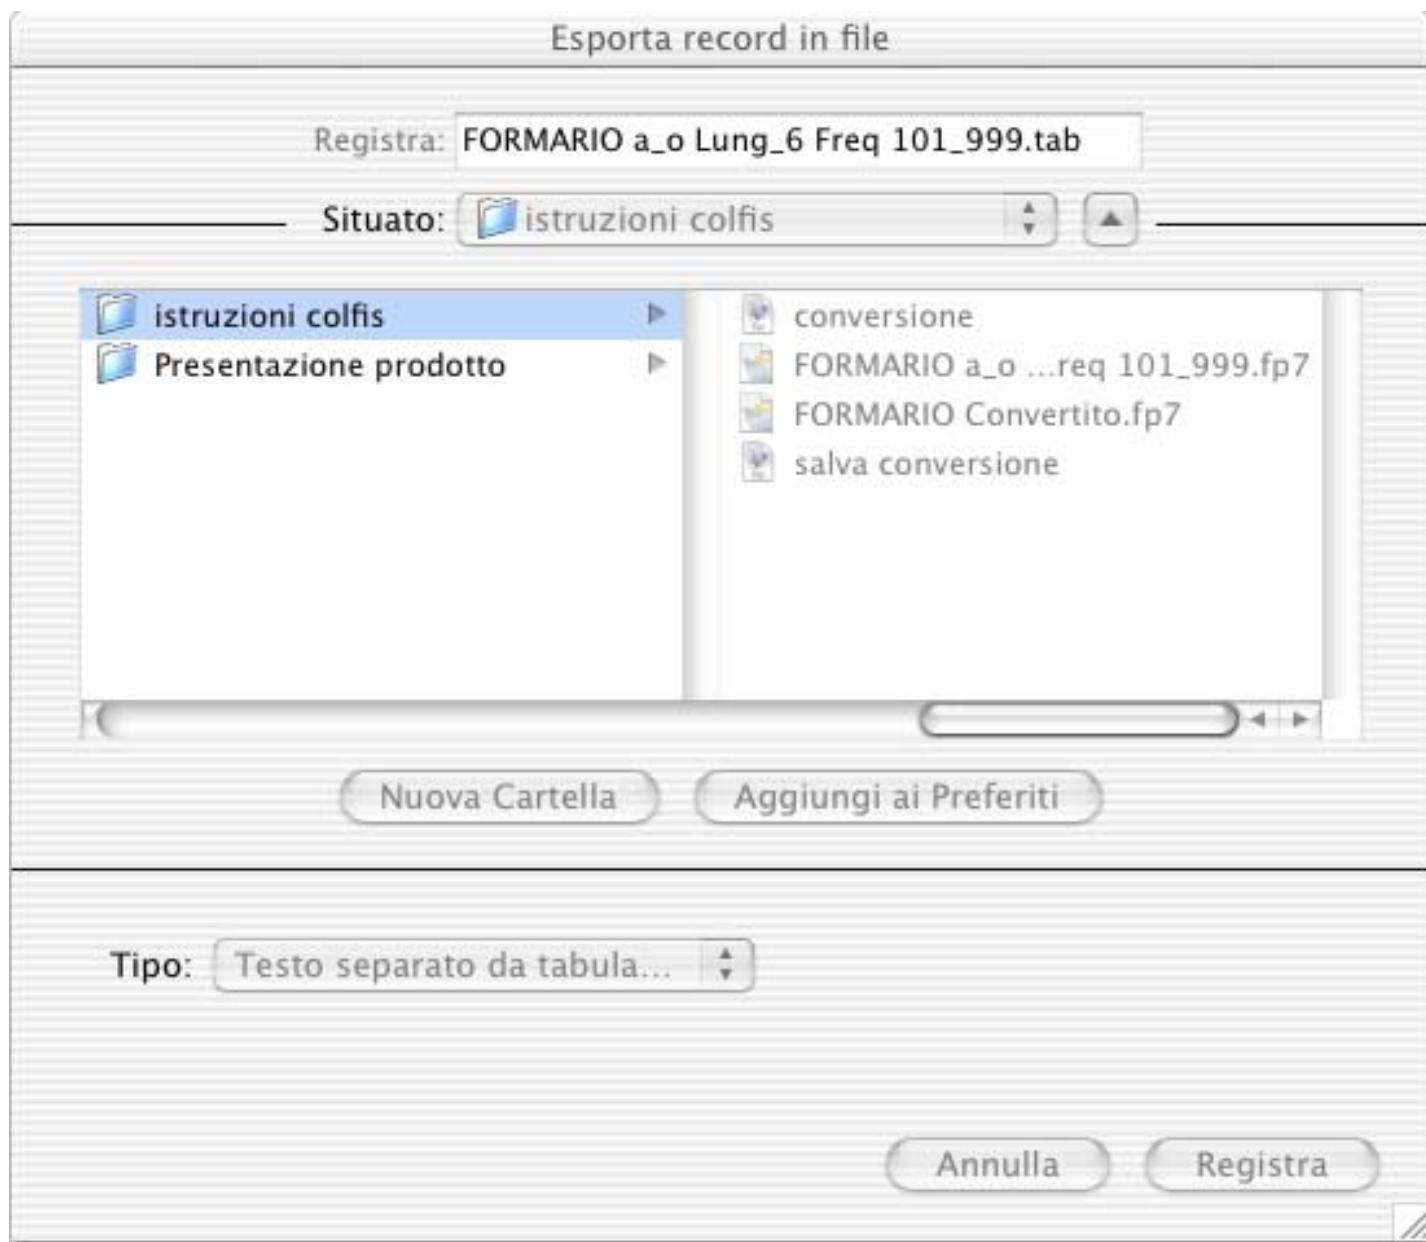 Esporta record in file
Registra: FORMARIO a_o Lung_6 Freq 101_999.tab
Situato: istruzioni colfis
istruzioni colfis
Presentazione prodotto
conversione
FORMARIO a_o ...req 101_999.fp7
FORMARIO Convertito.fp7
salva conversione
Nuova Cartella
Aggiungi ai Preferiti
Tipo: Testo separato da tabula...
Annulla
Registra